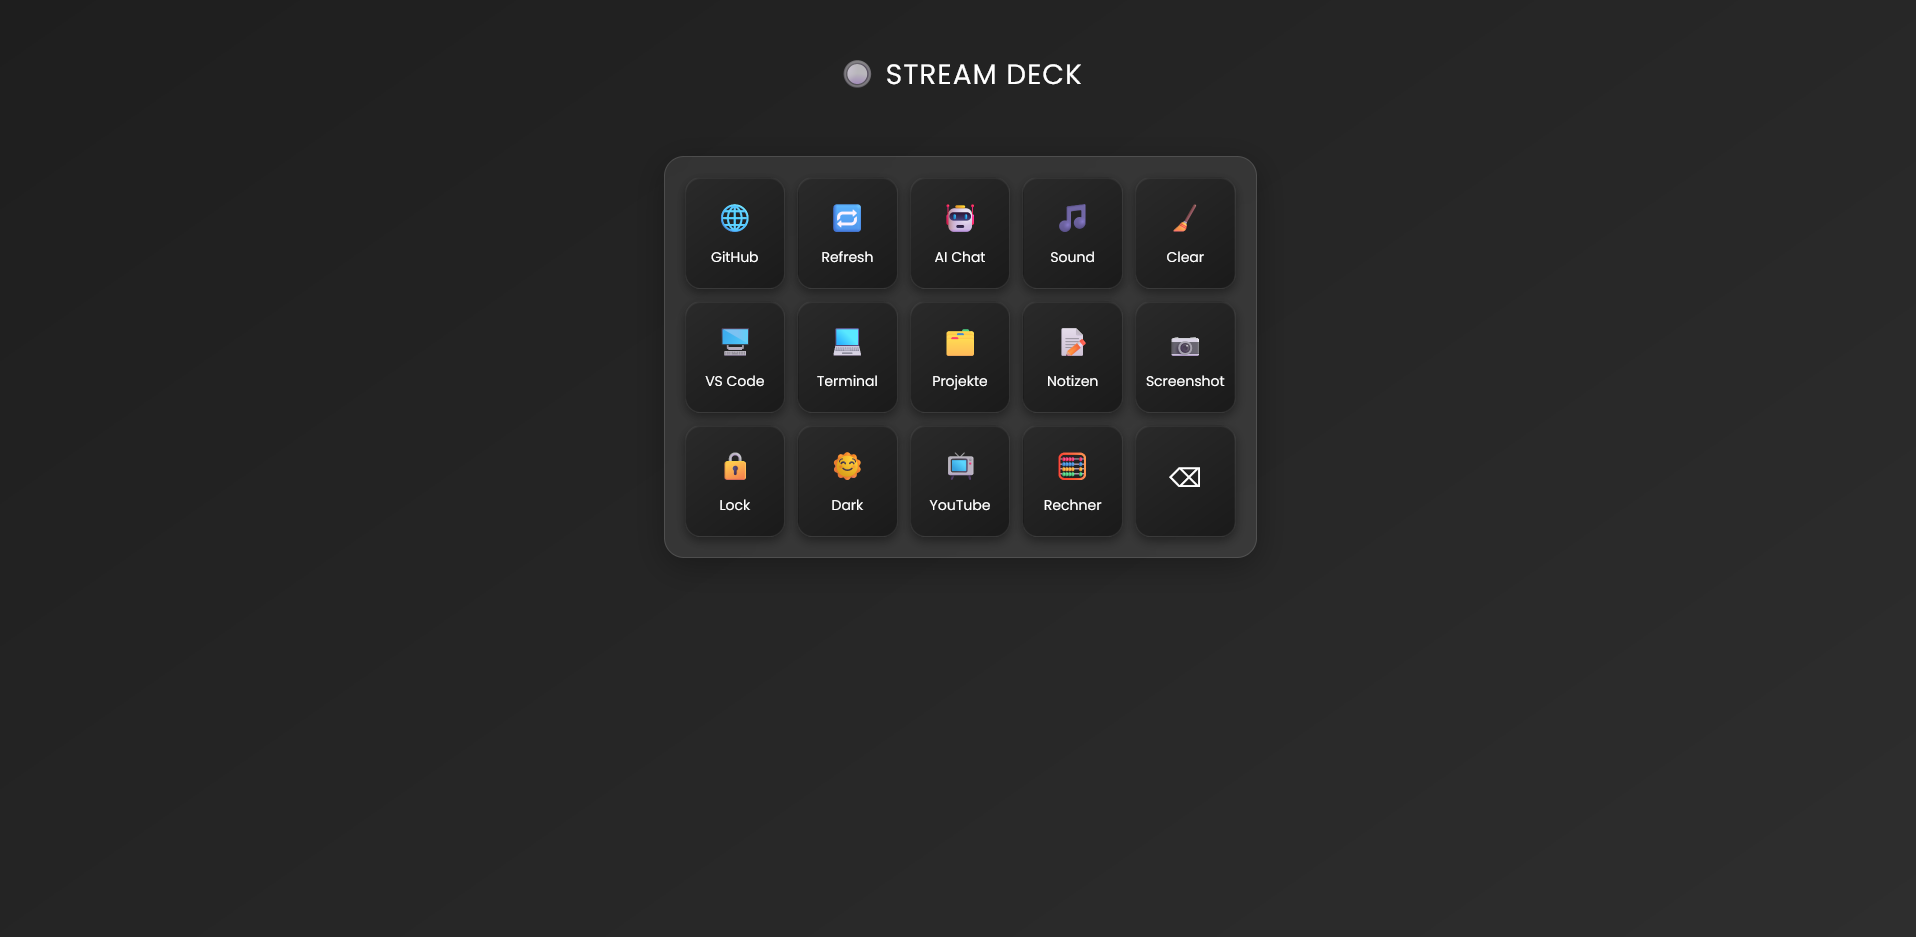 STREAM DECK
GitHub
Refresh
AI Chat
Sound
Clear
VS Code
Terminal
Projekte
Notizen
Screenshot
Lock
Dark
YouTube
Rechner